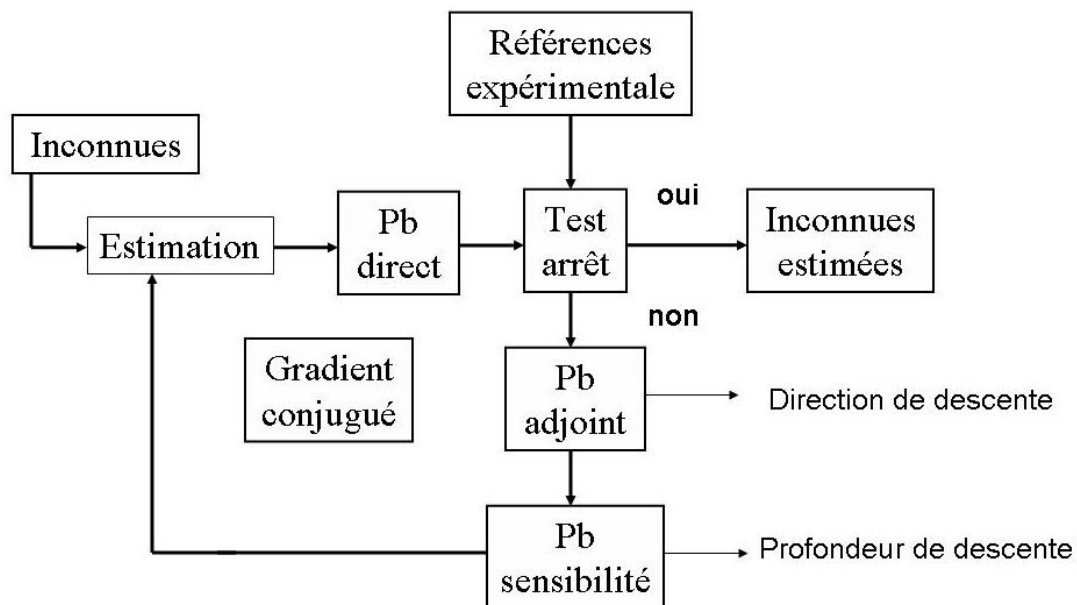 Références
expérimentale
Inconnues
Estimation
Pb
direct
Test
arrêt
oui
Inconnues
estimées
non
Gradient
conjugué
Pb
adjoint
Direction de descente
Pb
sensibilité
Profondeur de descente